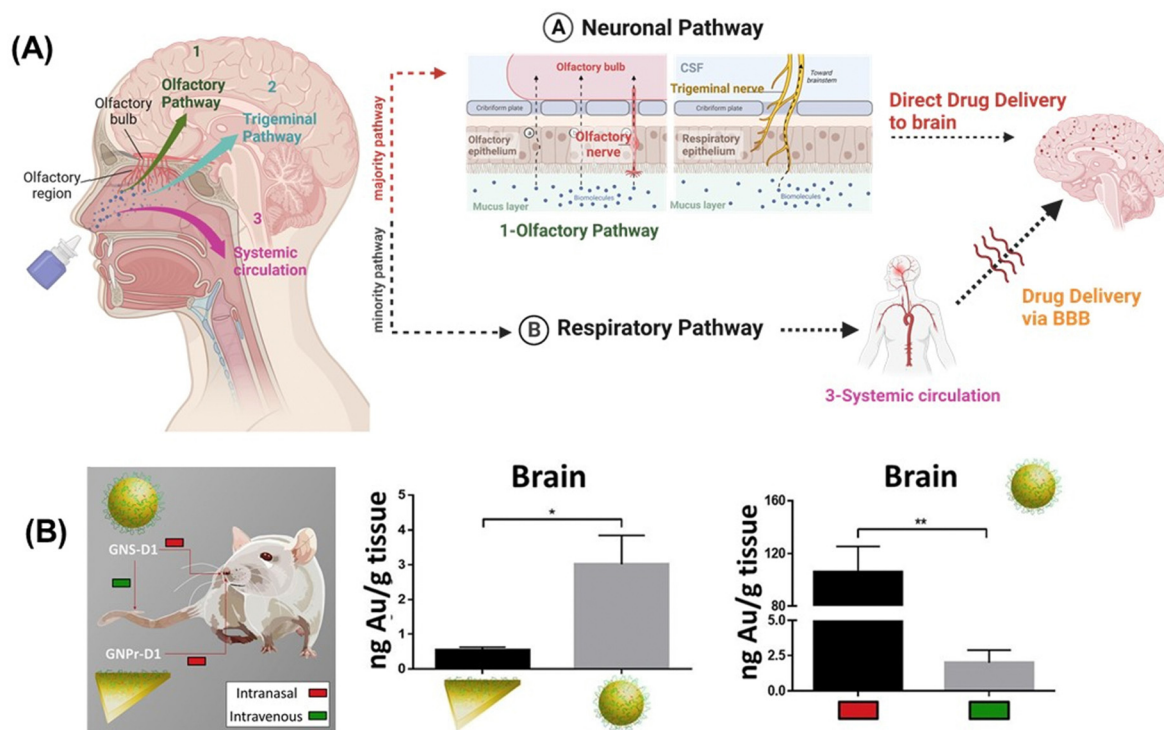 (A)
1
Olfactory
Pathway
2
Trigeminal
Pathway
Olfactory
bulb
Olfactory
region
3
Systemic
circulation
majority pathway
minority pathway
A Neuronal Pathway
Olfactory bulb
Cribriform plate
a
Olfactory
epithelium
Olfactory
nerve
Biomolecules
Mucus layer
CSF
Trigeminal nerve
Toward
brainstem
Cribriform plate
Respiratory
epithelium
Biomolecules
Mucus layer
1-Olfactory Pathway
Direct Drug Delivery
to brain
B Respiratory Pathway
3-Systemic circulation
Drug Delivery
via BBB
(B)
GNS-D1
GNPr-D1
Intranasal
Intravenous
Brain
ng Au/g tissue
5
4
3
2
1
0
*
Brain
ng Au/g tissue
160
120
80
5.0
2.5
0.0
**